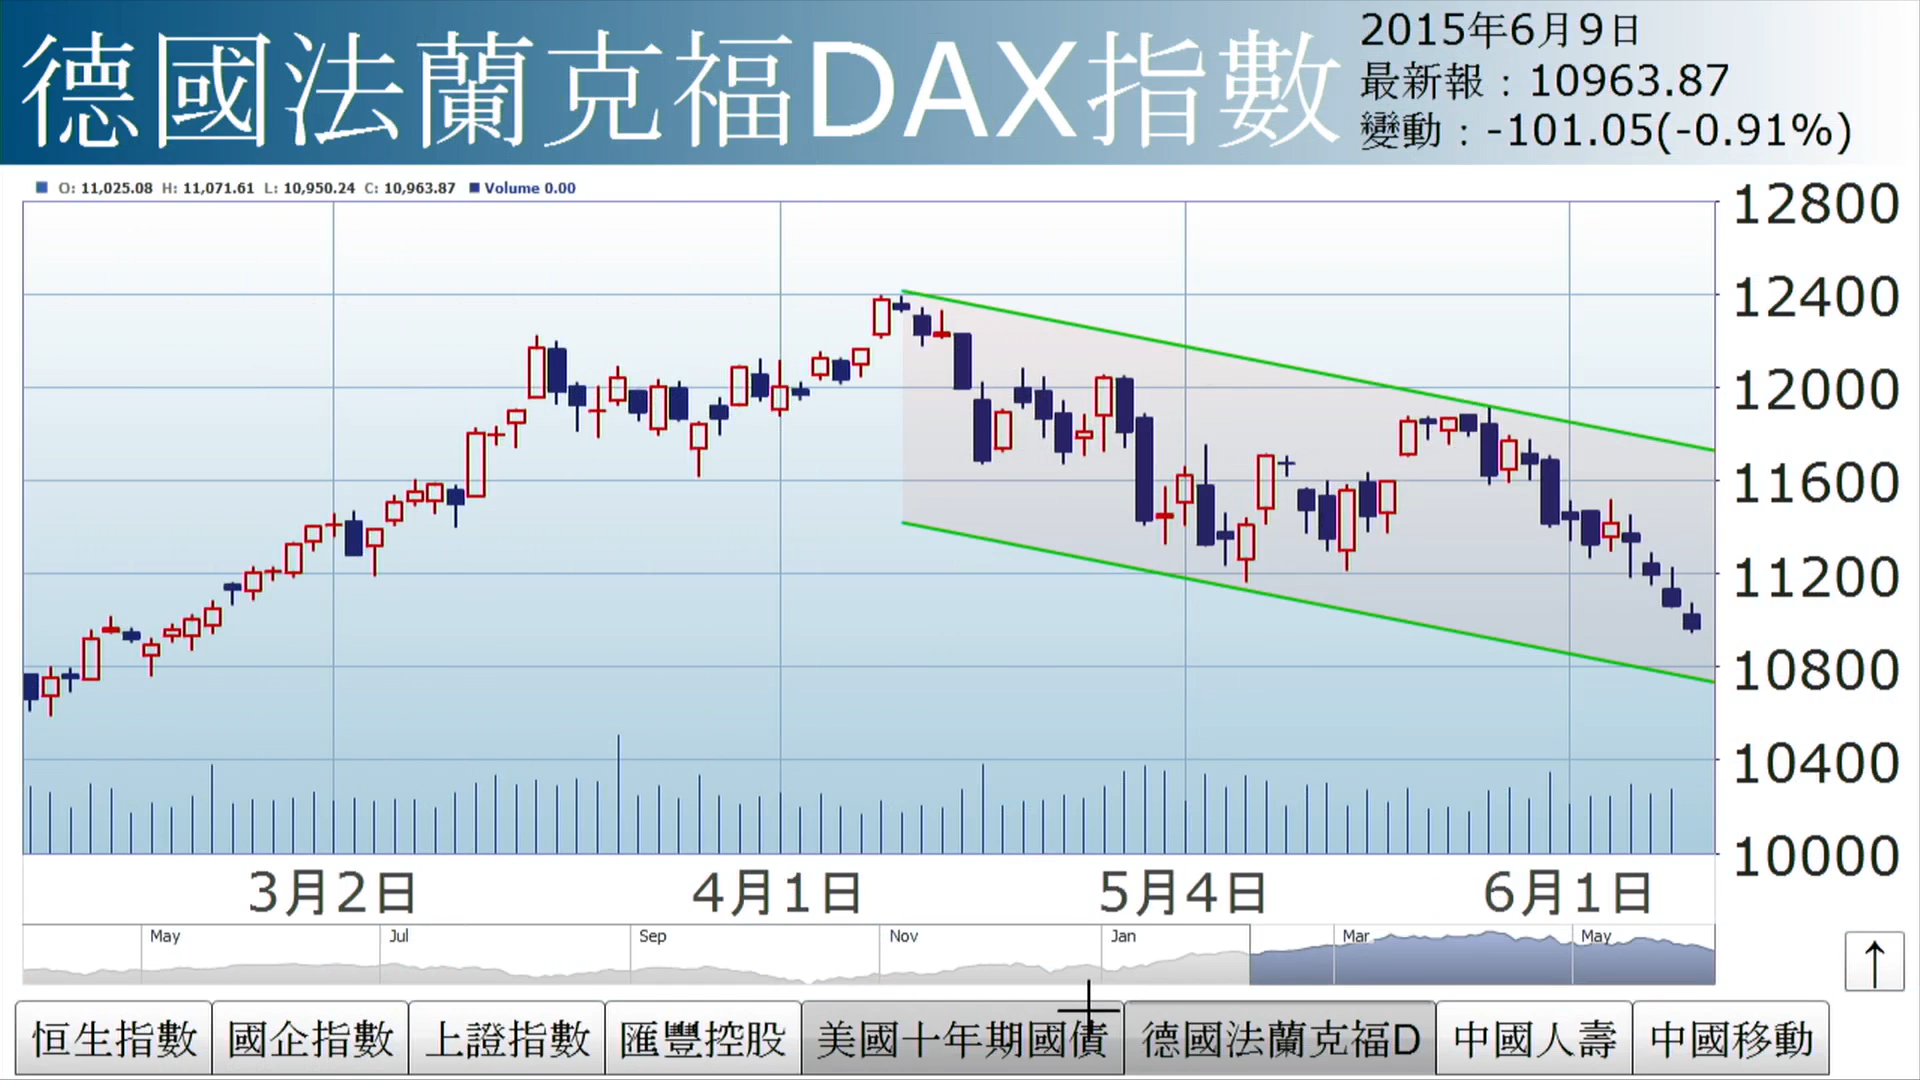 德國法蘭克福DAX指數
2015年6月9日
最新報：10963.87
變動：-101.05(-0.91%)
O: 11,025.08 H: 11,071.61 L: 10,950.24 C: 10,963.87 Volume 0.00
12800
12400
12000
11600
11200
10800
10400
10000
3月2日 4月1日 5月4日 6月1日
May Jul Sep Nov Jan Mar May
↑
恒生指數 國企指數 上證指數 匯豐控股 美國十年期國債 德國法蘭克福D 中國人壽 中國移動